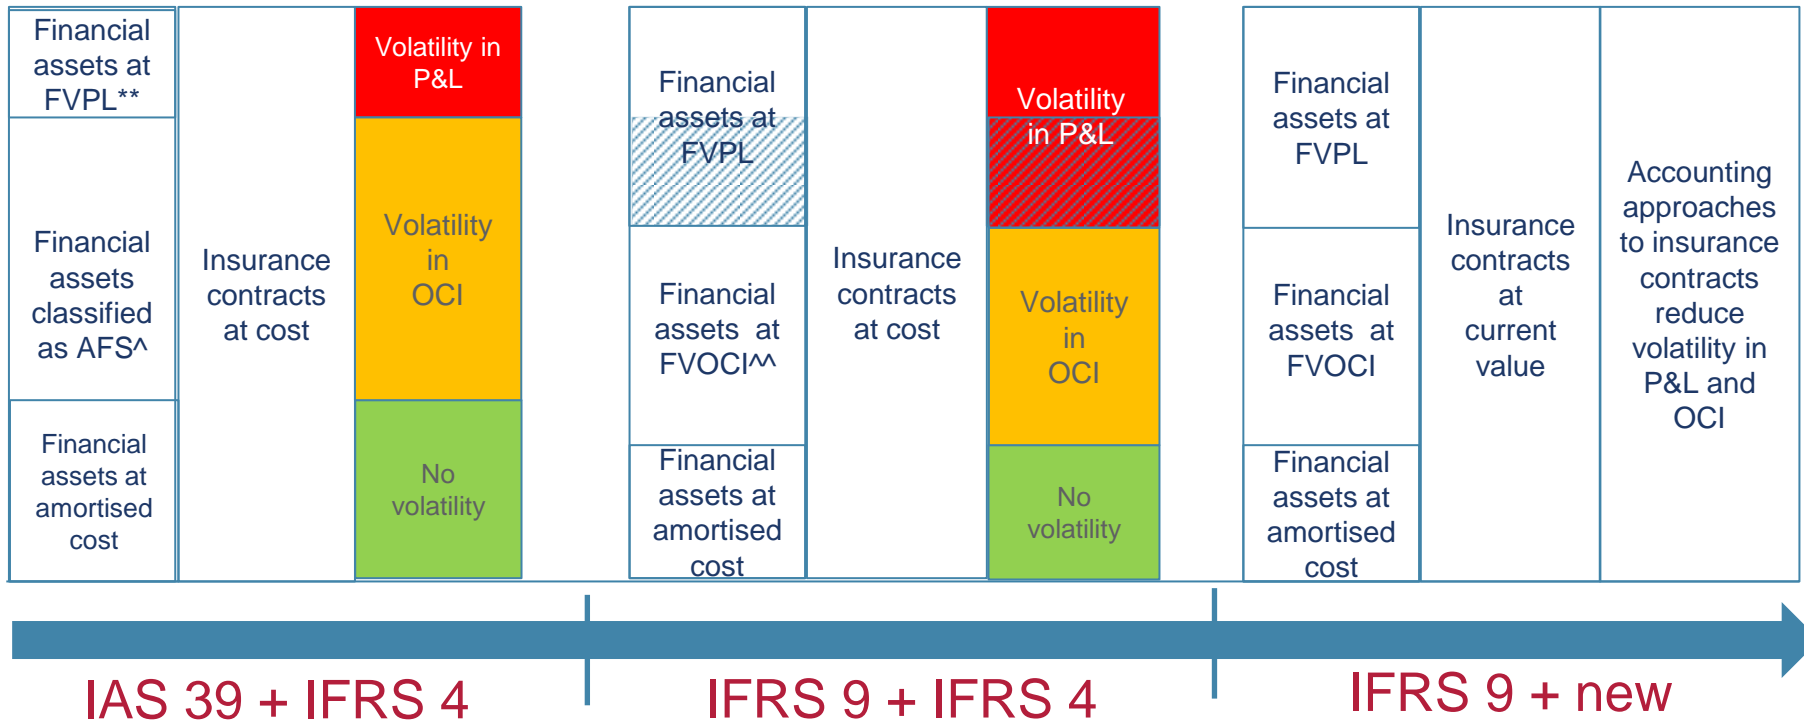 Financial
assets at
FVPL**
Financial
assets
classified
as AFS^
Financial
assets at
amortised
cost
Insurance
contracts
at cost
Volatility in
P&L
Volatility
in
OCI
No
volatility
Financial
assets at
FVPL
Financial
assets at
FVOCI^^
Financial
assets at
amortised
cost
Insurance
contracts
at cost
Volatility
in P&L
Volatility
in
OCI
No
volatility
Financial
assets at
FVPL
Financial
assets at
FVOCI
Financial
assets at
amortised
cost
Insurance
contracts
at
current
value
Accounting
approaches
to insurance
contracts
reduce
volatility in
P&L and
OCI
IAS 39 + IFRS 4
IFRS 9 + IFRS 4
IFRS 9 + new